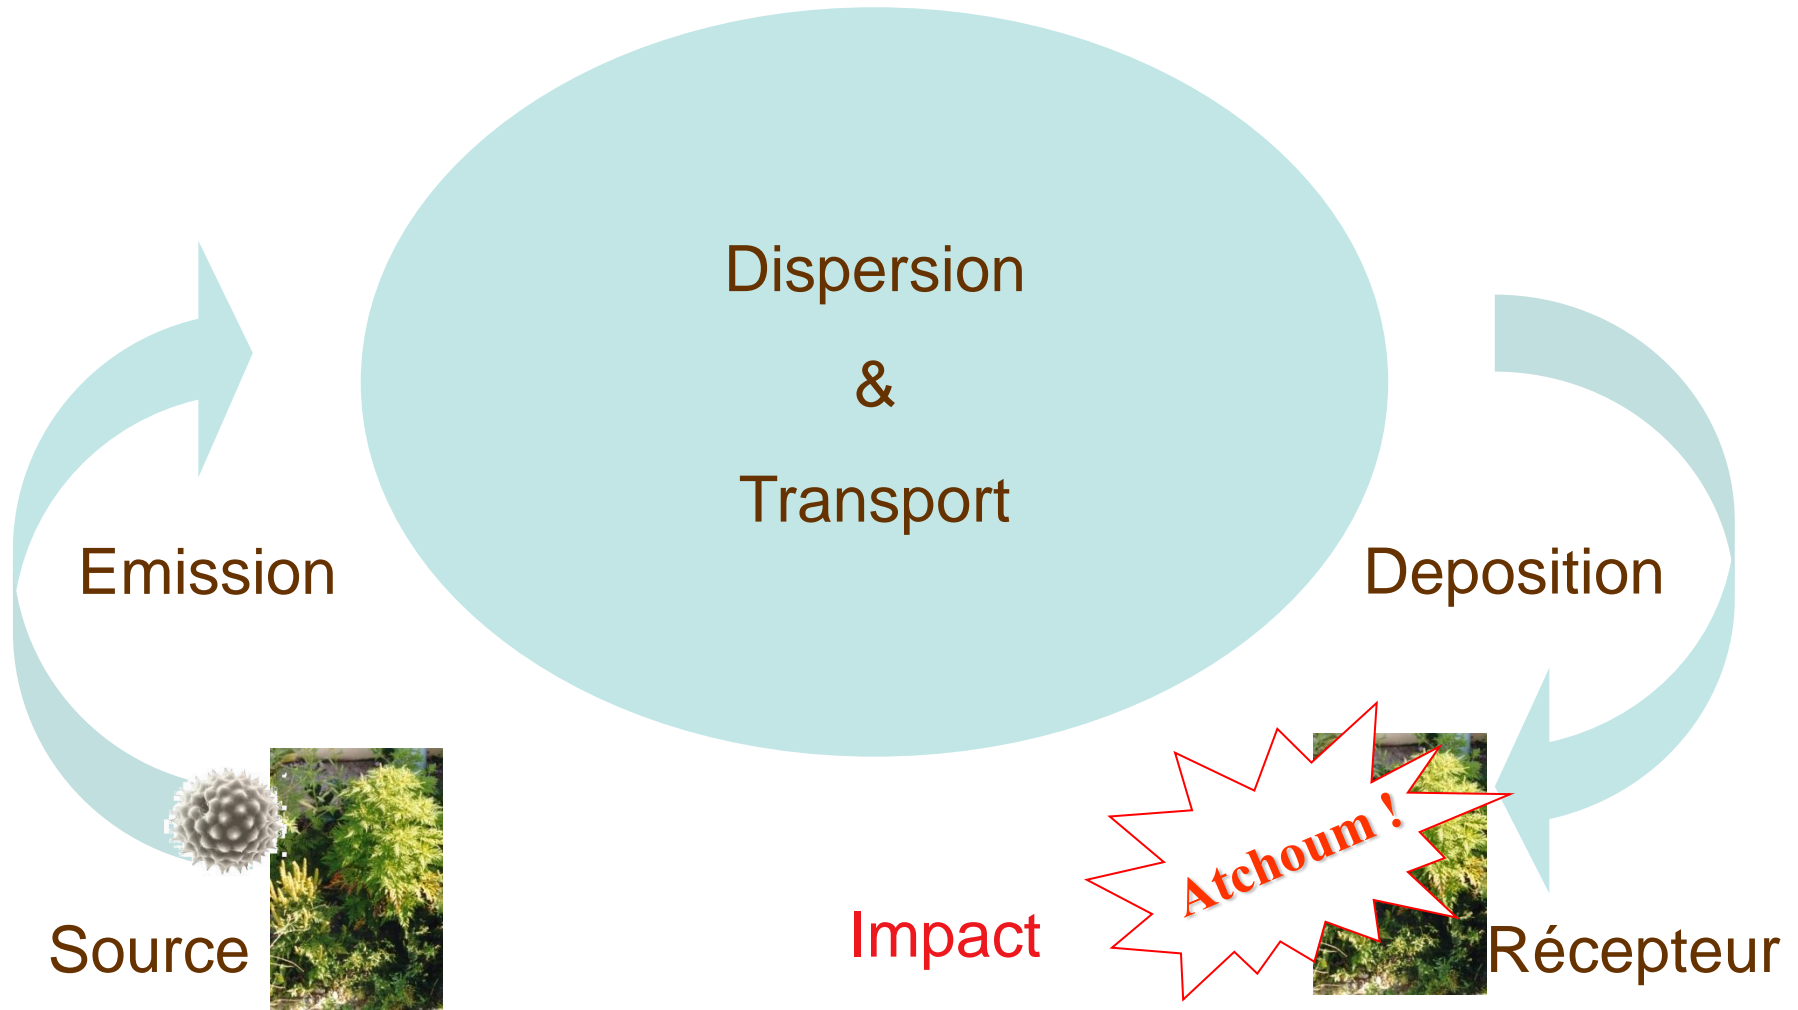 Dispersion
&
Transport
Emission
Deposition
Atchoum !
Source
Impact
Récepteur